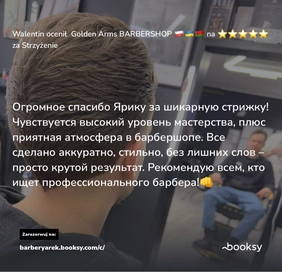 Walentin ocenił Golden Arms BARBERSHOP 🇵🇱🇺🇦 na ⭐⭐⭐⭐⭐
za Strzyżenie
Огромное спасибо Ярику за шикарную стрижку!
Чувствуется высокий уровень мастерства, плюс
приятная атмосфера в барбершопе. Все
сделано аккуратно, стильно, без лишних слов –
просто крутой результат. Рекомендую всем, кто
ищет профессионального барбера!👊
Zarezerwuj na:
barberyarek.booksy.com/c/
booksy